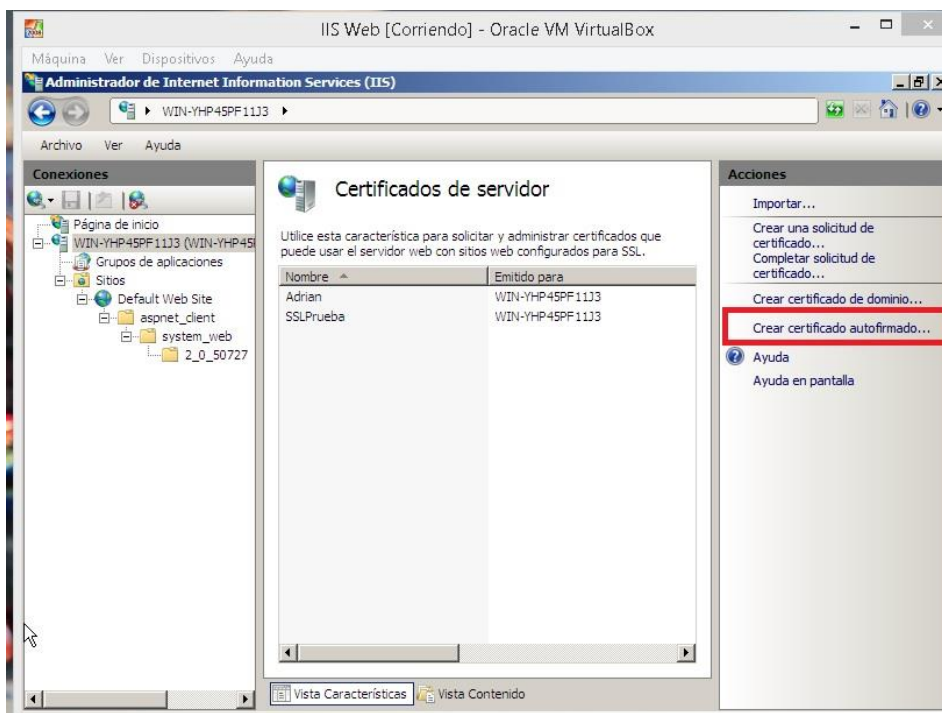 IIS Web [Corriendo] - Oracle VM VirtualBox
Máquina Ver Dispositivos Ayuda
Administrador de Internet Information Services (IIS)
WIN-YHP45PF11J3
Archivo Ver Ayuda
Conexiones
Página de inicio
WIN-YHP45PF11J3 (WIN-YHP45
Grupos de aplicaciones
Sitios
Default Web Site
aspnet_client
system_web
2_0_50727
Certificados de servidor
Utilice esta característica para solicitar y administrar certificados que
puede usar el servidor web con sitios web configurados para SSL.
Nombre Emitido para
Adrian WIN-YHP45PF11J3
SSLPrueba WIN-YHP45PF11J3
Vista Características Vista Contenido
Acciones
Importar...
Crear una solicitud de
certificado...
Completar solicitud de
certificado...
Crear certificado de dominio...
Crear certificado autofirmado...
Ayuda
Ayuda en pantalla